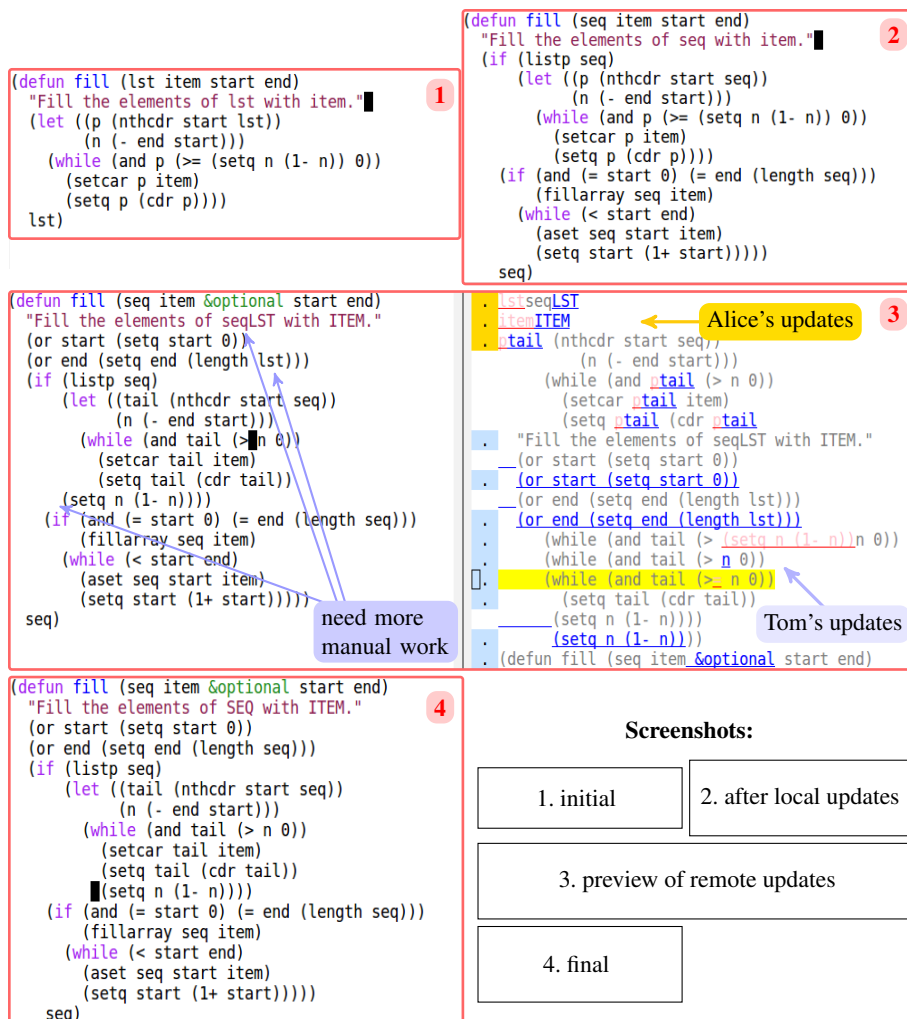 (defun fill (lst item start end)
  "Fill the elements of lst with item."
  (let ((p (nthcdr start lst))
        (n (- end start)))
    (while (and p (>= (setq n (1- n)) 0))
      (setcar p item)
      (setq p (cdr p))))
  lst)
1
(defun fill (seq item start end)
  "Fill the elements of seq with item."
  (if (listp seq)
      (let ((p (nthcdr start seq))
            (n (- end start)))
        (while (and p (>= (setq n (1- n)) 0))
          (setcar p item)
          (setq p (cdr p))))
    (if (and (= start 0) (= end (length seq)))
        (fillarray seq item)
      (while (< start end)
        (aset seq start item)
        (setq start (1+ start)))))
    seq)
2
(defun fill (seq item &optional start end)
  "Fill the elements of seqLST with ITEM."
  (or start (setq start 0))
  (or end (setq end (length lst)))
  (if (listp seq)
      (let ((tail (nthcdr start seq))
            (n (- end start)))
        (while (and tail (> n 0))
          (setcar tail item)
          (setq tail (cdr tail))
      (setq n (1- n))))
    (if (and (= start 0) (= end (length seq)))
        (fillarray seq item)
      (while (< start end)
        (aset seq start item)
        (setq start (1+ start)))))
  seq)
need more
manual work
. lstseqLST
. itemITEM
. ptail (nthcdr start seq))
(n (- end start)))
(while (and ptail (> n 0))
(setcar ptail item)
(setq ptail (cdr ptail
. "Fill the elements of seqLST with ITEM."
(or start (setq start 0))
. (or start (setq start 0))
(or end (setq end (length lst)))
. (or end (setq end (length lst)))
. (while (and tail (> (setq n (1- n))n 0))
. (while (and tail (> n 0))
. (while (and tail (>= n 0))
. (setq tail (cdr tail))
(setq n (1- n))))
. (setq n (1- n))))
. (defun fill (seq item &optional start end)
Alice's updates
3
Tom's updates
(defun fill (seq item &optional start end)
  "Fill the elements of SEQ with ITEM."
  (or start (setq start 0))
  (or end (setq end (length seq)))
  (if (listp seq)
      (let ((tail (nthcdr start seq))
            (n (- end start)))
        (while (and tail (> n 0))
          (setcar tail item)
          (setq tail (cdr tail))
          (setq n (1- n))))
    (if (and (= start 0) (= end (length seq)))
        (fillarray seq item)
      (while (< start end)
        (aset seq start item)
        (setq start (1+ start)))))
    seq)
4
Screenshots:
1. initial
2. after local updates
3. preview of remote updates
4. final